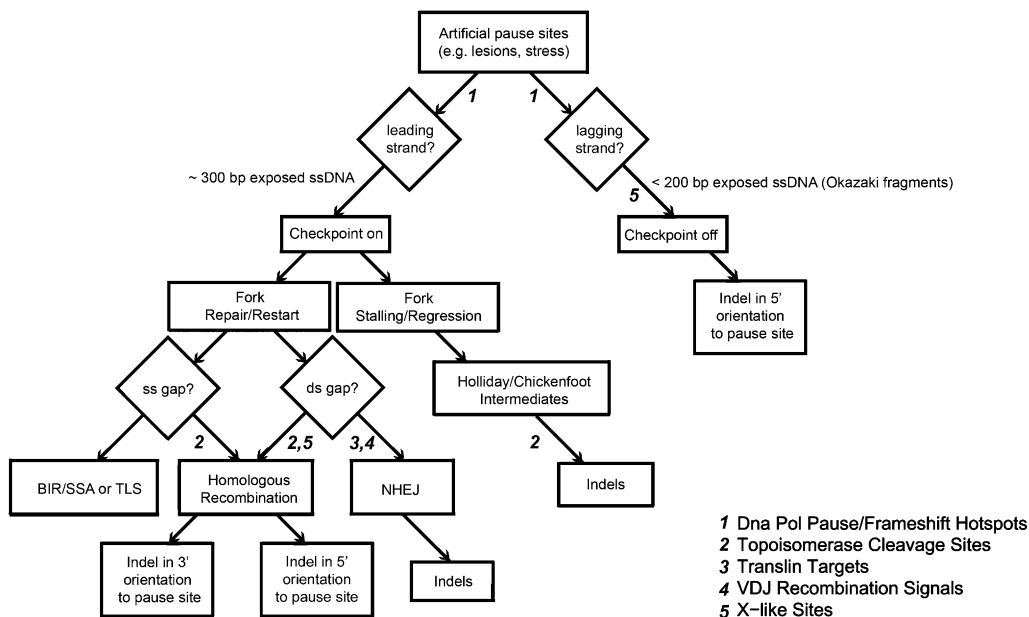 Artificial pause sites
(e.g. lesions, stress)
1
1
leading
strand?
lagging
strand?
~ 300 bp exposed ssDNA
5
< 200 bp exposed ssDNA (Okazaki fragments)
Checkpoint on
Checkpoint off
Fork
Repair/Restart
Fork
Stalling/Regression
Indel in 5'
orientation
to pause site
ss gap?
ds gap?
Holliday/Chickenfoot
Intermediates
2
2,5
3,4
2
BIR/SSA or TLS
Homologous
Recombination
NHEJ
Indels
Indel in 3'
orientation
to pause site
Indel in 5'
orientation
to pause site
Indels
1 Dna Pol Pause/Frameshift Hotspots
2 Topoisomerase Cleavage Sites
3 Translin Targets
4 VDJ Recombination Signals
5 X−like Sites